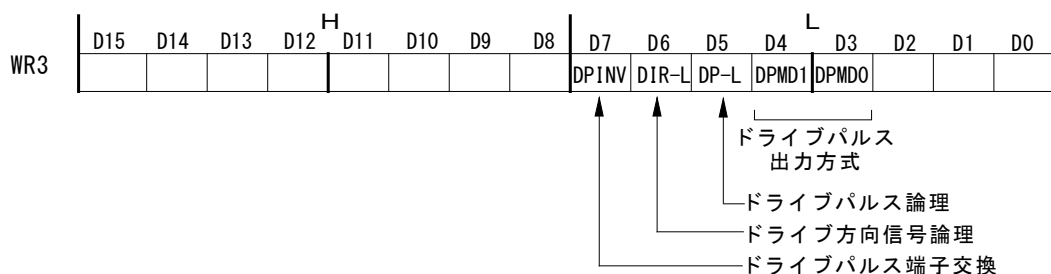 H L
D15 D14 D13 D12 D11 D10 D9 D8 D7 D6 D5 D4 D3 D2 D1 D0
WR3 DPINV DIR-L DP-L DPMD1 DPMD0
ドライブパルス
出力方式
ドライブパルス論理
ドライブ方向信号論理
ドライブパルス端子交換